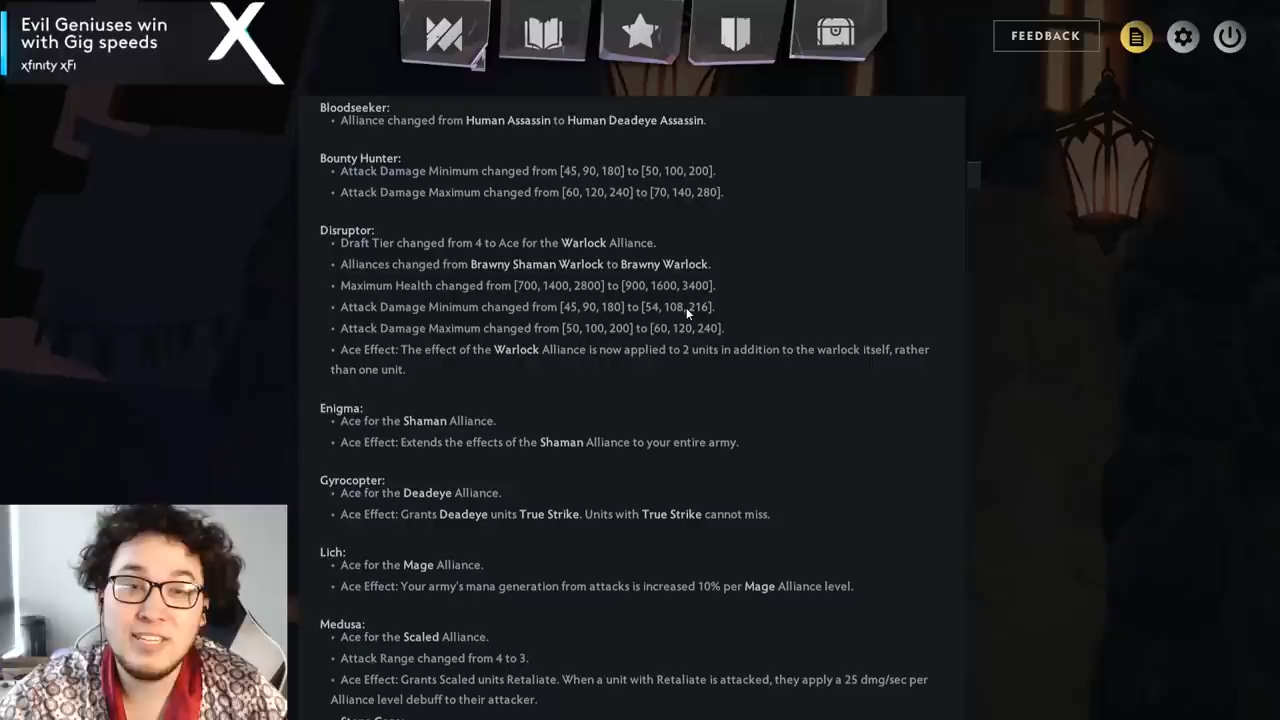 Evil Geniuses win
with Gig speeds
xfinity xFi
X
FEEDBACK
Bloodseeker:
• Alliance changed from Human Assassin to Human Deadeye Assassin.
Bounty Hunter:
• Attack Damage Minimum changed from [45, 90, 180] to [50, 100, 200].
• Attack Damage Maximum changed from [60, 120, 240] to [70, 140, 280].
Disruptor:
• Draft Tier changed from 4 to Ace for the Warlock Alliance.
• Alliances changed from Brawny Shaman Warlock to Brawny Warlock.
• Maximum Health changed from [700, 1400, 2800] to [900, 1600, 3400].
• Attack Damage Minimum changed from [45, 90, 180] to [54, 108, 216].
• Attack Damage Maximum changed from [50, 100, 200] to [60, 120, 240].
• Ace Effect: The effect of the Warlock Alliance is now applied to 2 units in addition to the warlock itself, rather
than one unit.
Enigma:
• Ace for the Shaman Alliance.
• Ace Effect: Extends the effects of the Shaman Alliance to your entire army.
Gyrocopter:
• Ace for the Deadeye Alliance.
• Ace Effect: Grants Deadeye units True Strike. Units with True Strike cannot miss.
Lich:
• Ace for the Mage Alliance.
• Ace Effect: Your army's mana generation from attacks is increased 10% per Mage Alliance level.
Medusa:
• Ace for the Scaled Alliance.
• Attack Range changed from 4 to 3.
• Ace Effect: Grants Scaled units Retaliate. When a unit with Retaliate is attacked, they apply a 25 dmg/sec per
Alliance level debuff to their attacker.